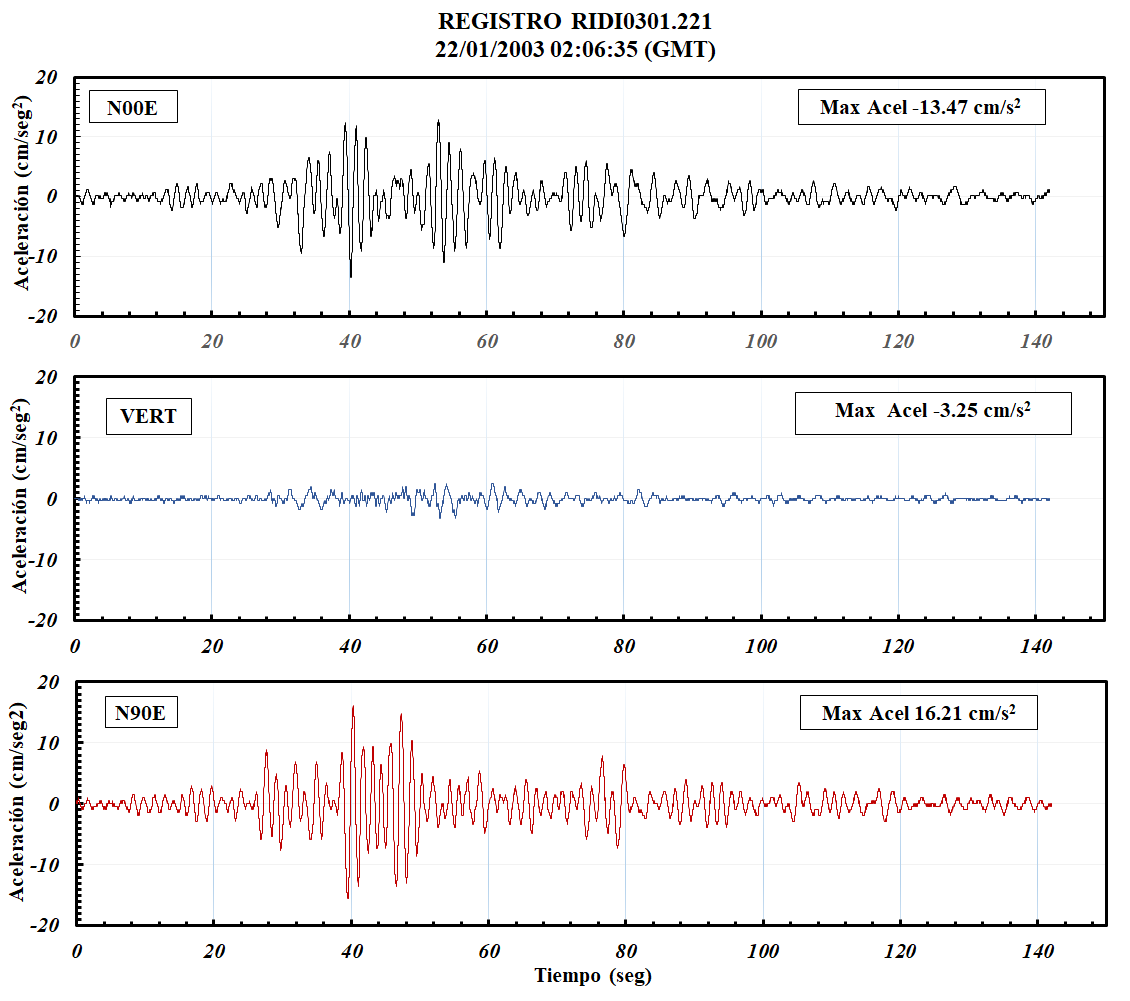 REGISTRO RIDI0301.221
22/01/2003 02:06:35 (GMT)
Aceleración (cm/seg²)
20
10
0
-10
-20
N00E
Max Acel -13.47 cm/s²
0 20 40 60 80 100 120 140
Aceleración (cm/seg²)
20
10
0
-10
-20
VERT
Max Acel -3.25 cm/s²
0 20 40 60 80 100 120 140
Aceleración (cm/seg2)
20
10
0
-10
-20
N90E
Max Acel 16.21 cm/s²
0 20 40 60 80 100 120 140
Tiempo (seg)